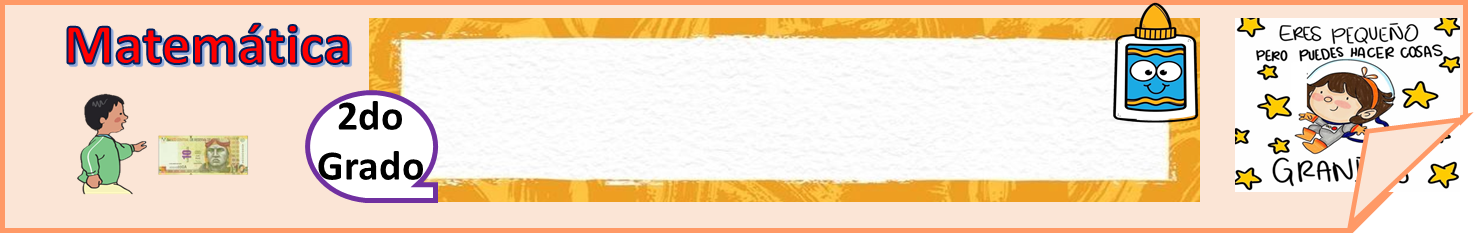 Matemática
2do
Grado
ERES PEQUEÑO
PERO PUEDES HACER COSAS